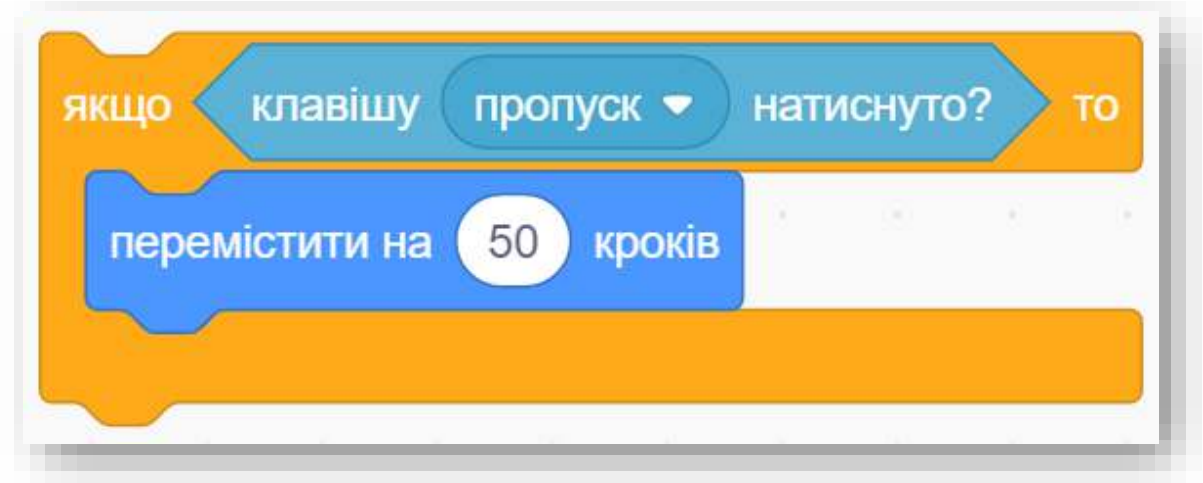 якщо клавішу пропуск натиснуто? то
перемістити на 50 кроків